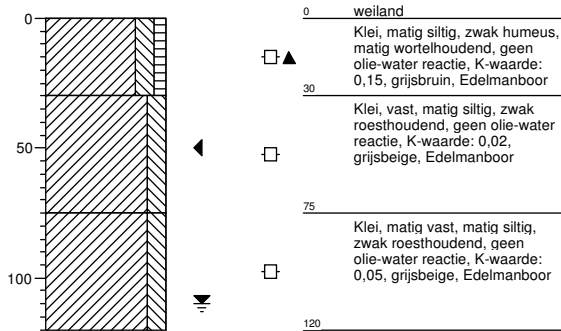 0
50
100
0 weiland
Klei, matig siltig, zwak humeus,
matig wortelhoudend, geen
olie-water reactie, K-waarde:
0,15, grijsbruin, Edelmanboor
30
Klei, vast, matig siltig, zwak
roesthoudend, geen olie-water
reactie, K-waarde: 0,02,
grijsbeige, Edelmanboor
75
Klei, matig vast, matig siltig,
zwak roesthoudend, geen
olie-water reactie, K-waarde:
0,05, grijsbeige, Edelmanboor
120